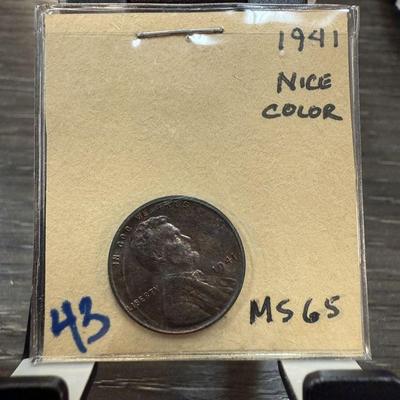 1941
NICE
COLOR
IN GOD WE TRUST
LIBERTY
1941
43
MS65